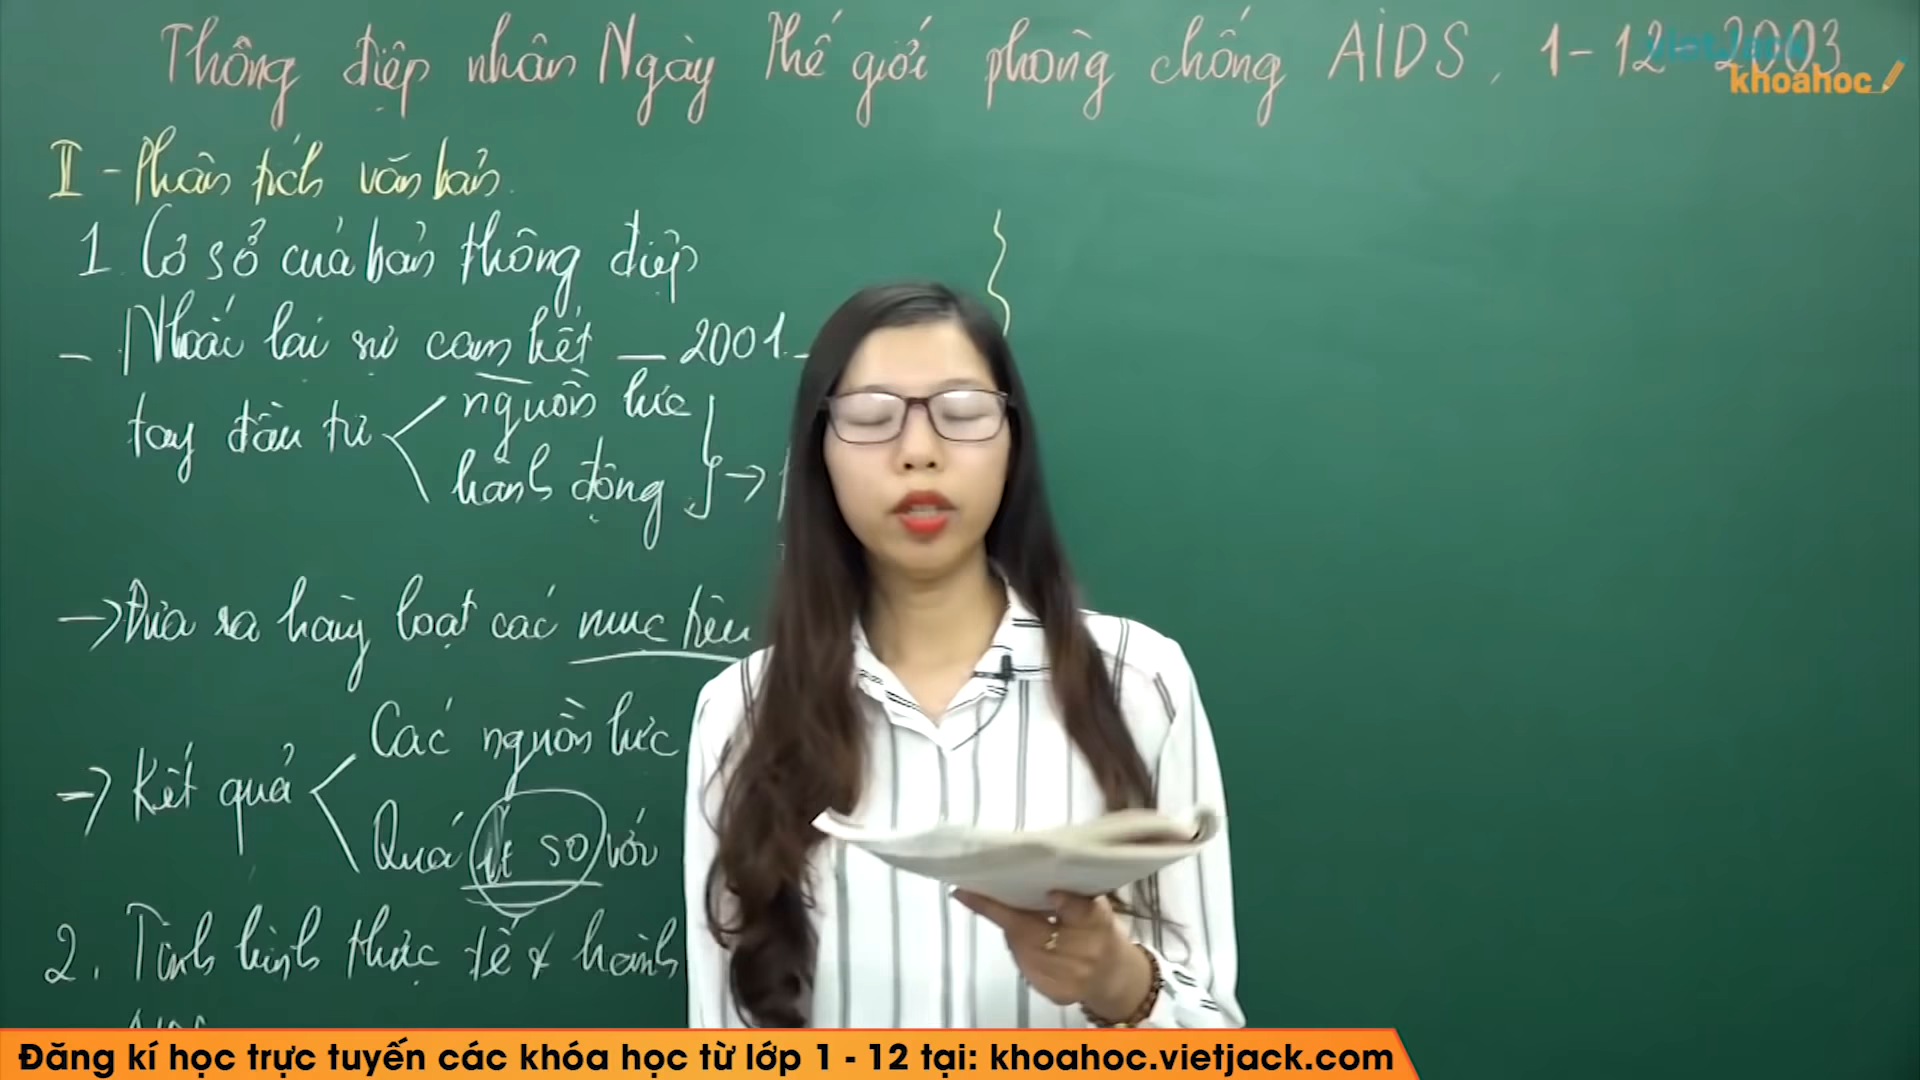 Thông điệp nhân Ngày Thế giới phòng chống AIDS, 1-12-2003
vietjack
khoahoc
II - Phân tích văn bản.
1. Cơ sở của bản thông điệp
- Nhắc lại sự cam kết - 2001 -
tay đầu tư
nguồn lực
hành động
→ Đưa ra hàng loạt các mục tiêu
→ Kết quả
Các nguồn lực
Quá ít so với
2. Tình hình thực tế & hành
Đăng kí học trực tuyến các khóa học từ lớp 1 - 12 tại: khoahoc.vietjack.com